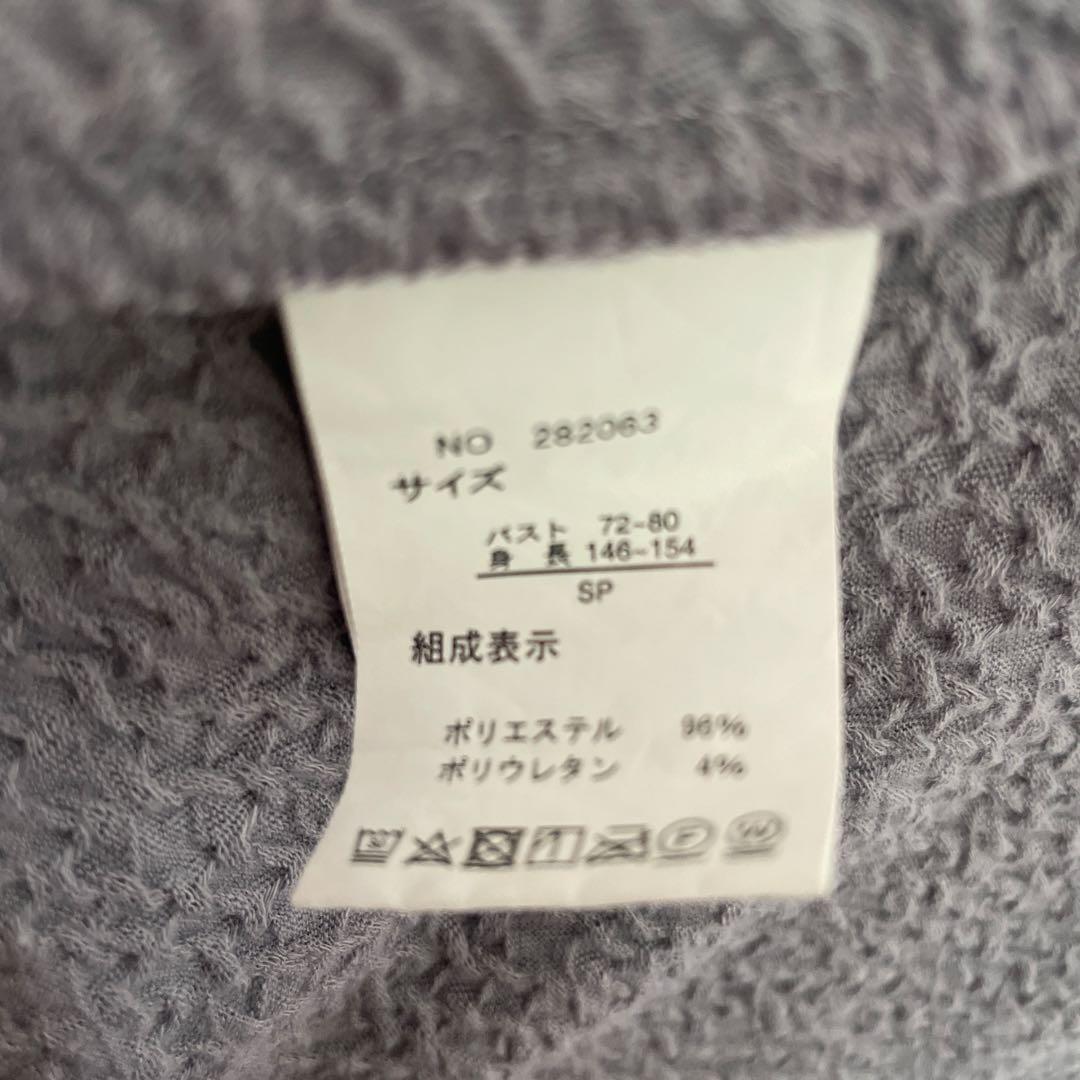 NO 282063
サイズ
バスト 72-80
身 長 146-154
SP
組成表示
ポリエステル 96%
ポリウレタン 4%